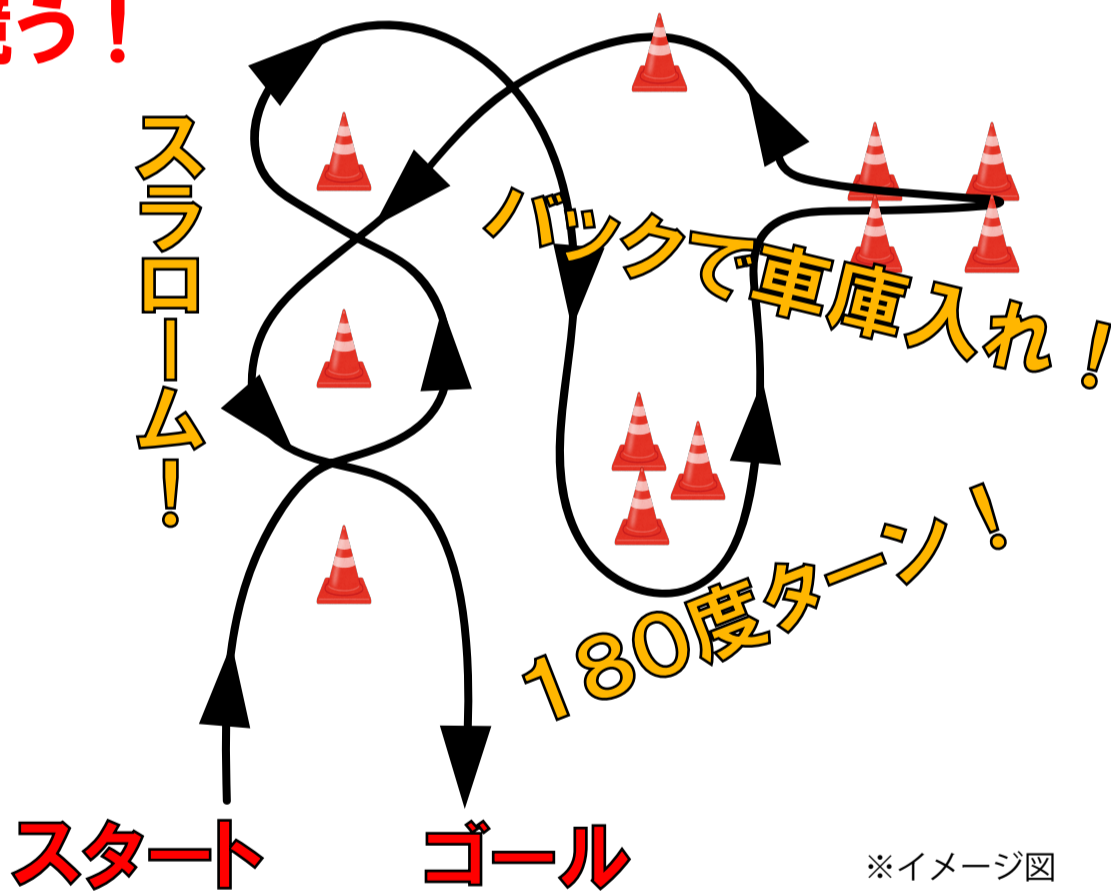 う！
スラローム！
バックで車庫入れ！
１８０度ターン！
スタート
ゴール
※イメージ図